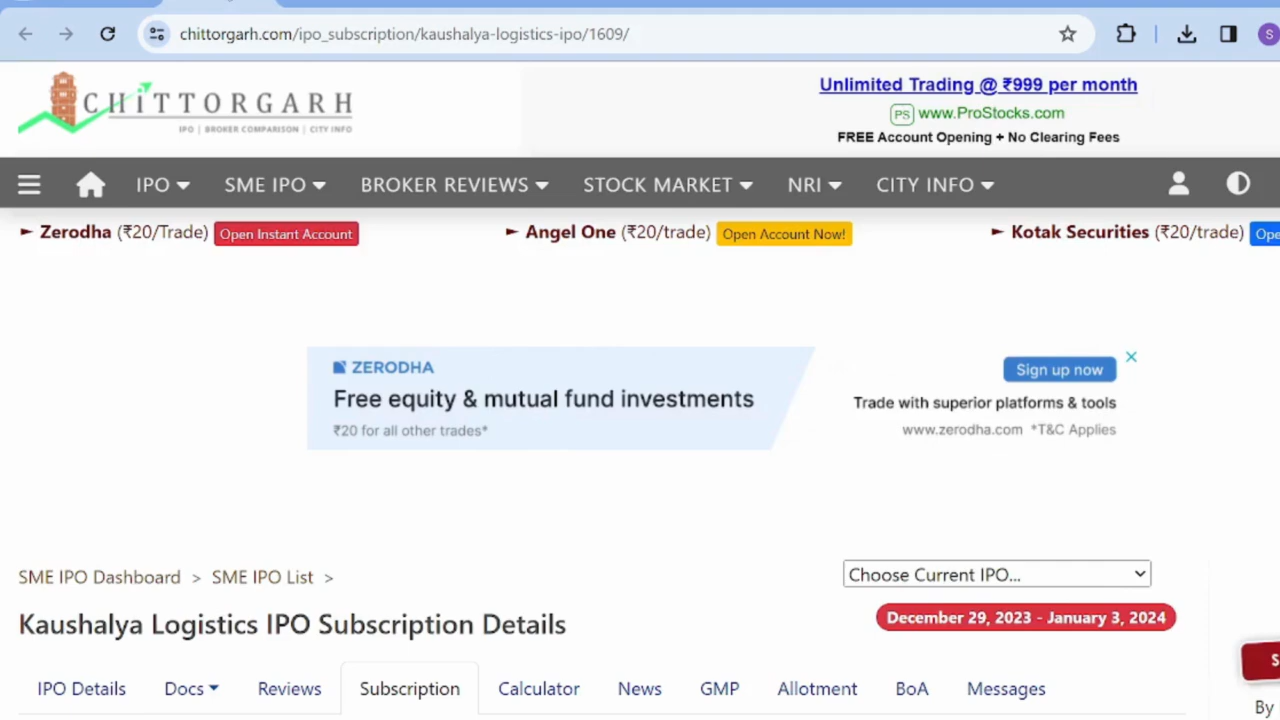 chittorgarh.com/ipo_subscription/kaushalya-logistics-ipo/1609/
S
CHITTORGARH
IPO | BROKER COMPARISON | CITY INFO
Unlimited Trading @ ₹999 per month
PS www.ProStocks.com
FREE Account Opening + No Clearing Fees
IPO SME IPO BROKER REVIEWS STOCK MARKET NRI CITY INFO
► Zerodha (₹20/Trade) Open Instant Account ► Angel One (₹20/trade) Open Account Now! ► Kotak Securities (₹20/trade) Ope
ZERODHA
Free equity & mutual fund investments
₹20 for all other trades*
Sign up now
Trade with superior platforms & tools
www.zerodha.com *T&C Applies
SME IPO Dashboard > SME IPO List >
Choose Current IPO...
Kaushalya Logistics IPO Subscription Details
December 29, 2023 - January 3, 2024
IPO Details Docs Reviews Subscription Calculator News GMP Allotment BoA Messages
S
By